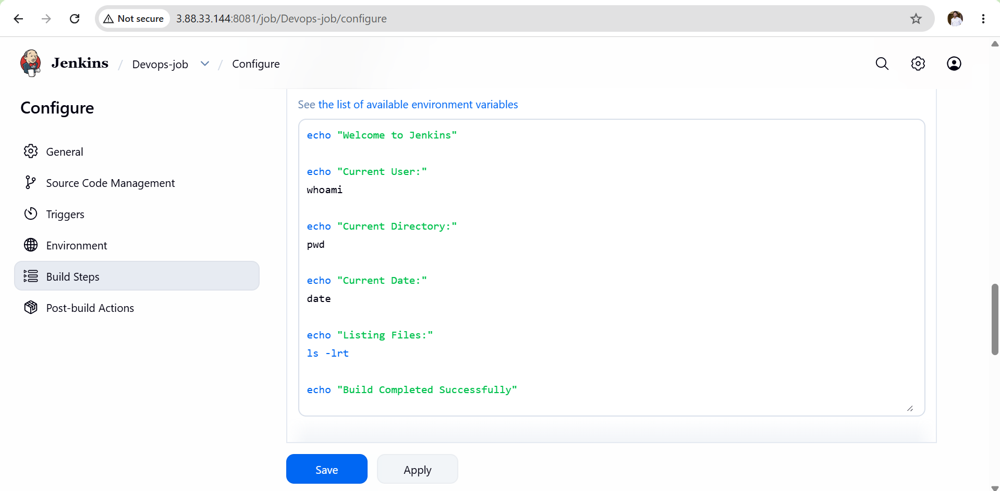 Not secure 3.88.33.144:8081/job/Devops-job/configure
Jenkins / Devops-job / Configure
Configure
General
Source Code Management
Triggers
Environment
Build Steps
Post-build Actions
See the list of available environment variables
echo "Welcome to Jenkins"
echo "Current User:"
whoami
echo "Current Directory:"
pwd
echo "Current Date:"
date
echo "Listing Files:"
ls -lrt
echo "Build Completed Successfully"
Save Apply